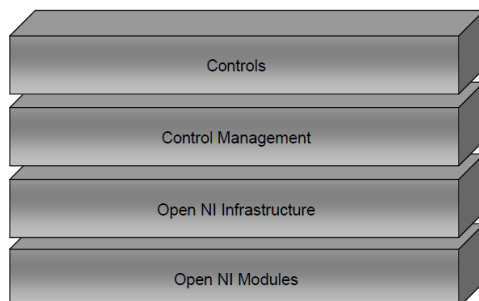 Controls
Control Management
Open NI Infrastructure
Open NI Modules